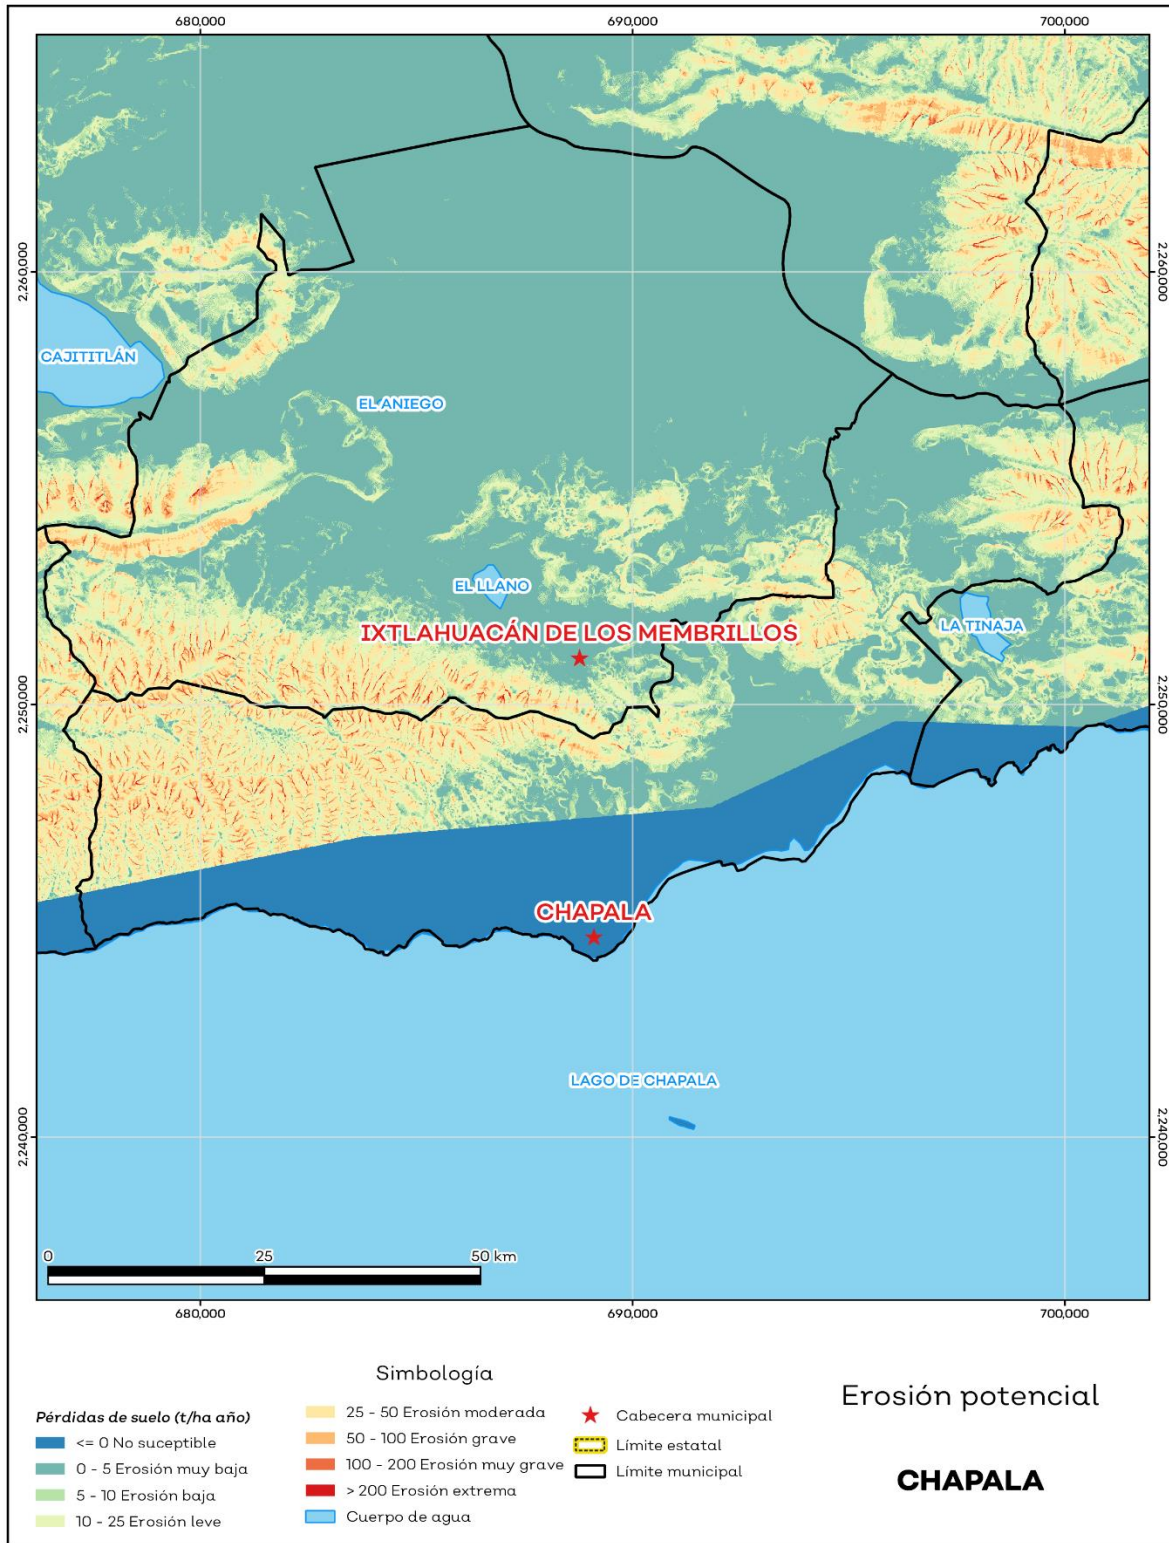 680,000
690,000
700,000
2,260,000
2,260,000
CAJITITLÁN
EL ANIEGO
EL LLANO
IXTLAHUACÁN DE LOS MEMBRILLOS
LA TINAJA
2,250,000
2,250,000
CHAPALA
LAGO DE CHAPALA
2,240,000
2,240,000
0
25
50 km
680,000
690,000
700,000
Simbología
Pérdidas de suelo (t/ha año)
<= 0 No suceptible
0 - 5 Erosión muy baja
5 - 10 Erosión baja
10 - 25 Erosión leve
25 - 50 Erosión moderada
50 - 100 Erosión grave
100 - 200 Erosión muy grave
> 200 Erosión extrema
Cuerpo de agua
Cabecera municipal
Límite estatal
Límite municipal
Erosión potencial
CHAPALA